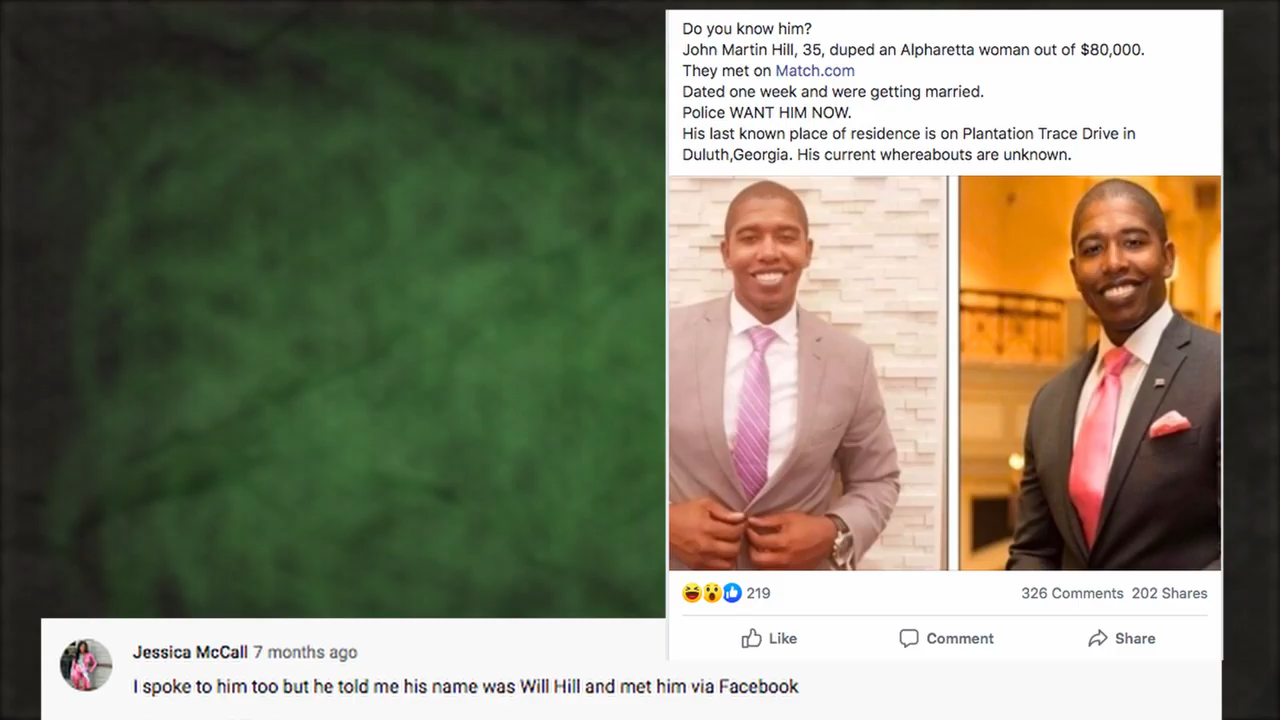 Do you know him?
John Martin Hill, 35, duped an Alpharetta woman out of $80,000.
They met on Match.com
Dated one week and were getting married.
Police WANT HIM NOW.
His last known place of residence is on Plantation Trace Drive in
Duluth,Georgia. His current whereabouts are unknown.
219
326 Comments 202 Shares
Like Comment Share
Jessica McCall 7 months ago
I spoke to him too but he told me his name was Will Hill and met him via Facebook